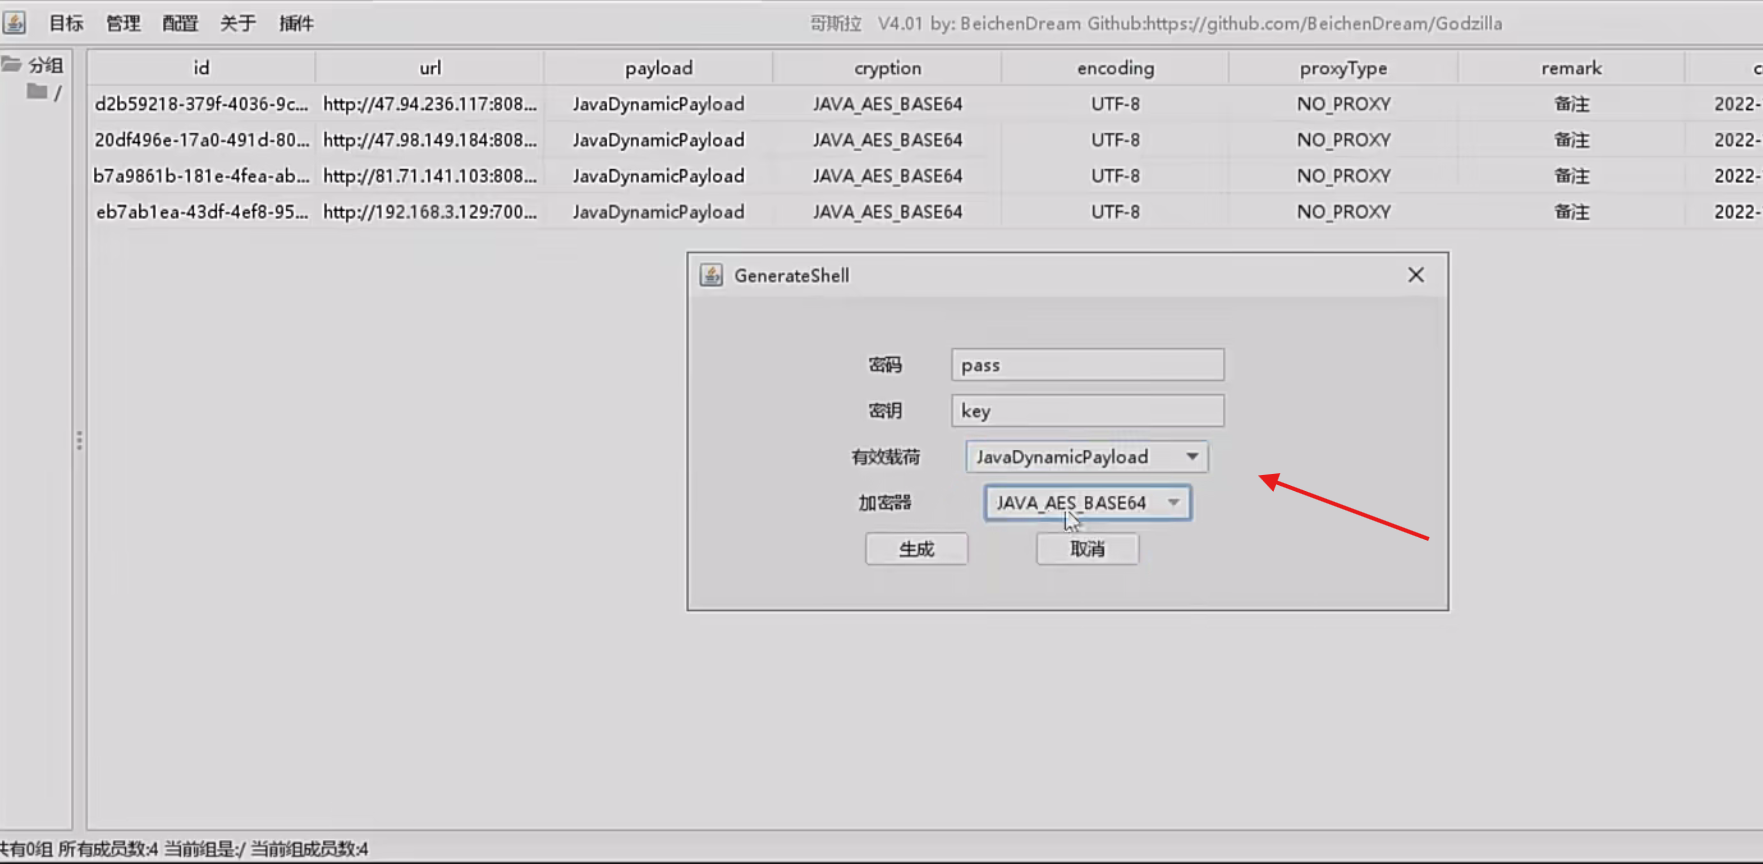 目标 管理 配置 关于 插件 哥斯拉 V4.01 by: BeichenDream Github:https://github.com/BeichenDream/Godzilla
分组
/
id url payload cryption encoding proxyType remark
d2b59218-379f-4036-9c... http://47.94.236.117:808... JavaDynamicPayload JAVA_AES_BASE64 UTF-8 NO_PROXY 备注 2022-
20df496e-17a0-491d-80... http://47.98.149.184:808... JavaDynamicPayload JAVA_AES_BASE64 UTF-8 NO_PROXY 备注 2022-
b7a9861b-181e-4fea-ab... http://81.71.141.103:808... JavaDynamicPayload JAVA_AES_BASE64 UTF-8 NO_PROXY 备注 2022-
eb7ab1ea-43df-4ef8-95... http://192.168.3.129:700... JavaDynamicPayload JAVA_AES_BASE64 UTF-8 NO_PROXY 备注 2022-
GenerateShell
密码 pass
密钥 key
有效载荷 JavaDynamicPayload
加密器 JAVA_AES_BASE64
生成 取消
共有0组 所有成员数:4 当前组是:/ 当前组成员数:4